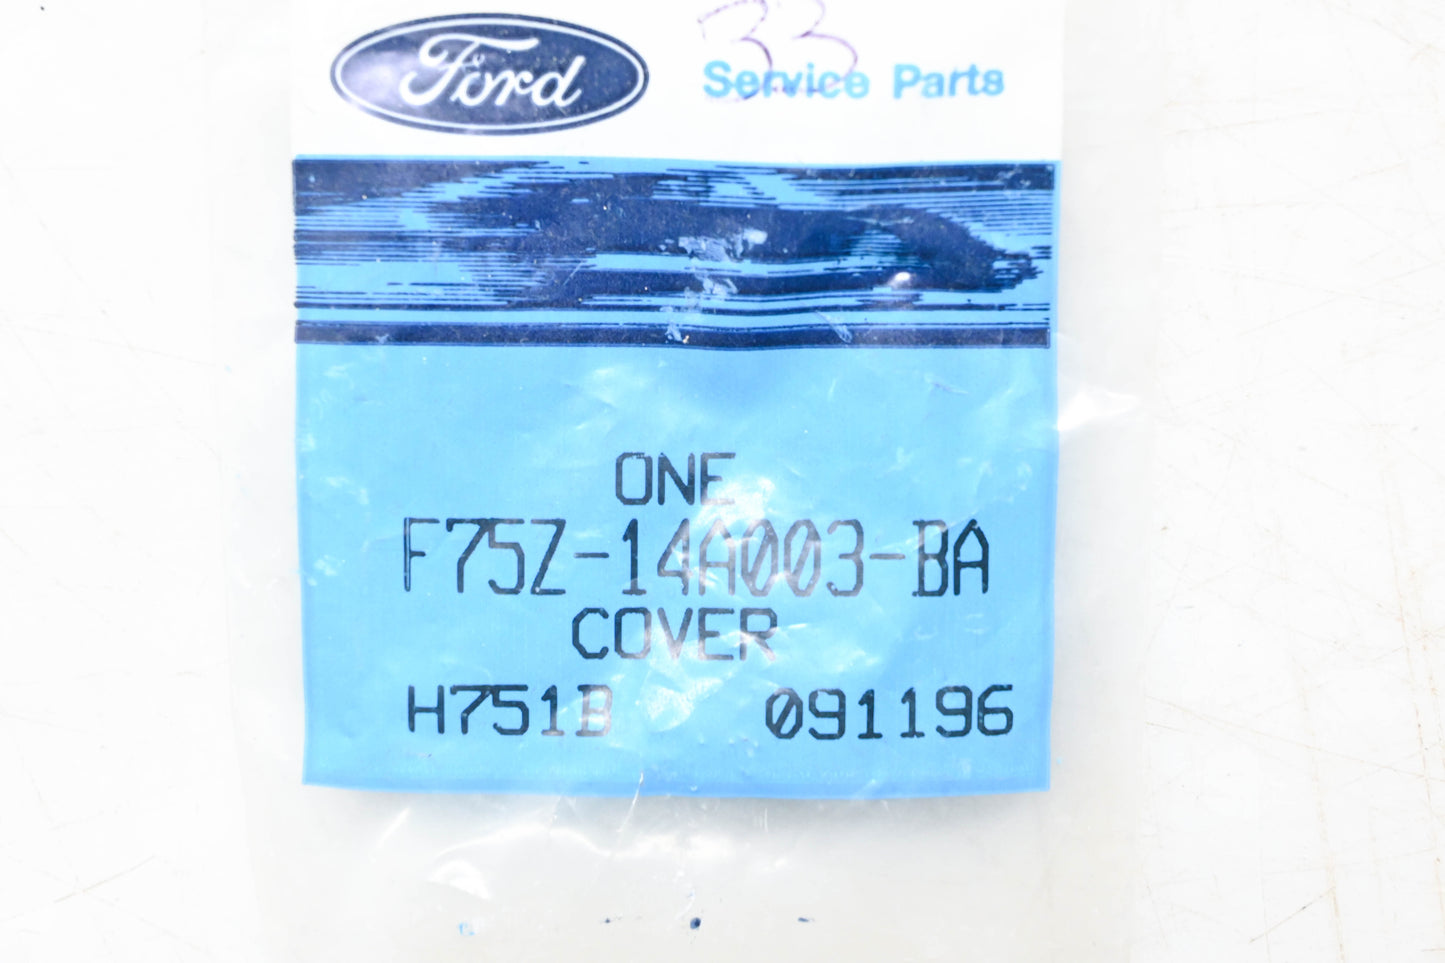 33
Ford
Service Parts
ONE
F75Z-14A003-BA
COVER
H751B 091196